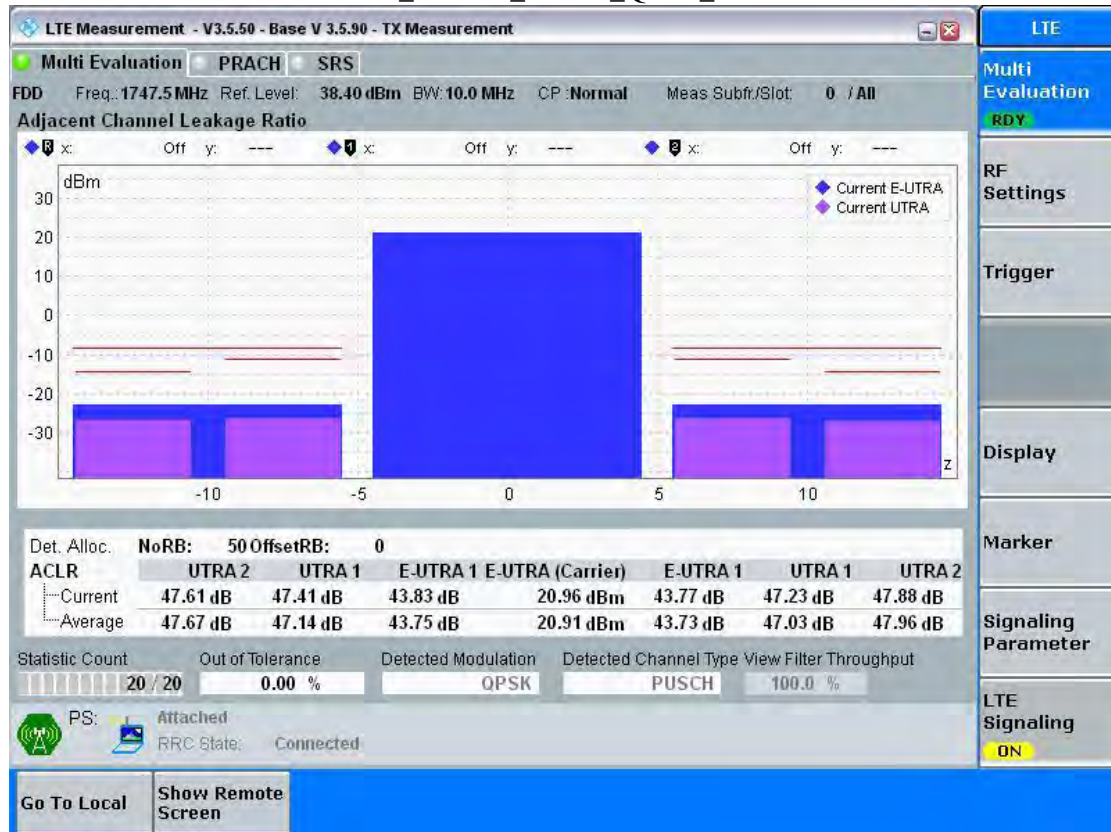 LTE Measurement - V3.5.50 - Base V 3.5.90 - TX Measurement
LTE
Multi Evaluation PRACH SRS
Multi
Evaluation
RDY
FDD Freq.: 1747.5 MHz Ref. Level: 38.40 dBm BW: 10.0 MHz CP : Normal Meas Subfr./Slot: 0 / All
Adjacent Channel Leakage Ratio
R x: Off y: --- 1 x: Off y: --- 2 x: Off y: ---
dBm
Current E-UTRA
Current UTRA
30
20
10
0
-10
-20
-30
Z
-10 -5 0 5 10
RF
Settings
Trigger
Display
Marker
Signaling
Parameter
LTE
Signaling
ON
Det. Alloc. NoRB: 50 OffsetRB: 0
ACLR UTRA 2 UTRA 1 E-UTRA 1 E-UTRA (Carrier) E-UTRA 1 UTRA 1 UTRA 2
Current 47.61 dB 47.41 dB 43.83 dB 20.96 dBm 43.77 dB 47.23 dB 47.88 dB
Average 47.67 dB 47.14 dB 43.75 dB 20.91 dBm 43.73 dB 47.03 dB 47.96 dB
Statistic Count Out of Tolerance Detected Modulation Detected Channel Type View Filter Throughput
20 / 20 0.00 % QPSK PUSCH 100.0 %
PS: Attached
RRC State: Connected
Go To Local
Show Remote
Screen